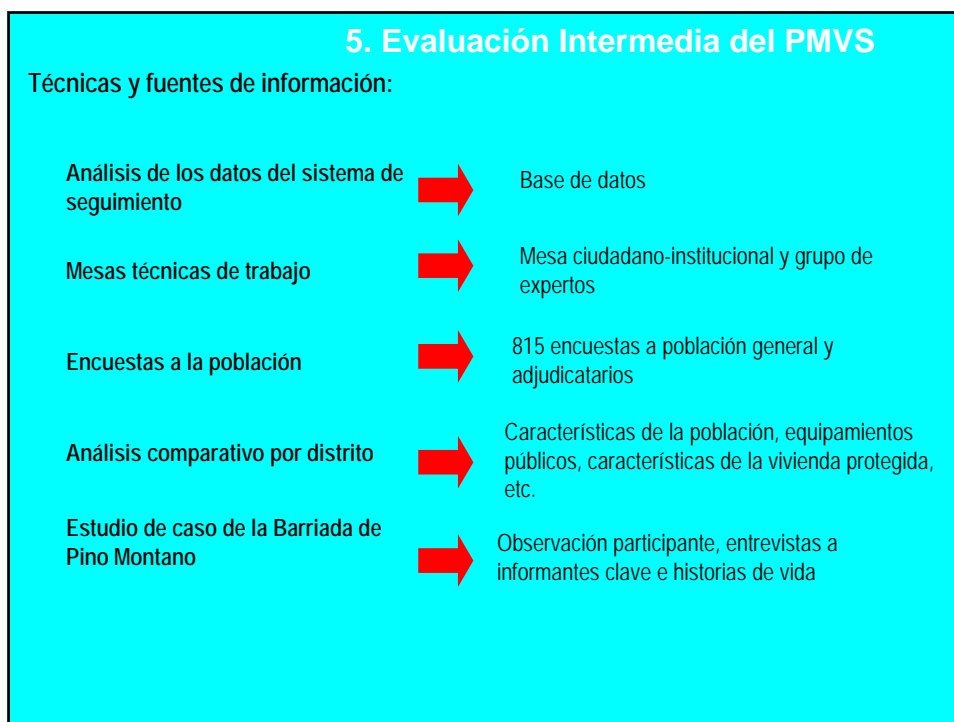 5. Evaluación Intermedia del PMVS
Técnicas y fuentes de información:
Análisis de los datos del sistema de
seguimiento
Base de datos
Mesas técnicas de trabajo
Mesa ciudadano-institucional y grupo de
expertos
Encuestas a la población
815 encuestas a población general y
adjudicatarios
Análisis comparativo por distrito
Características de la población, equipamientos
públicos, características de la vivienda protegida,
etc.
Estudio de caso de la Barriada de
Pino Montano
Observación participante, entrevistas a
informantes clave e historias de vida